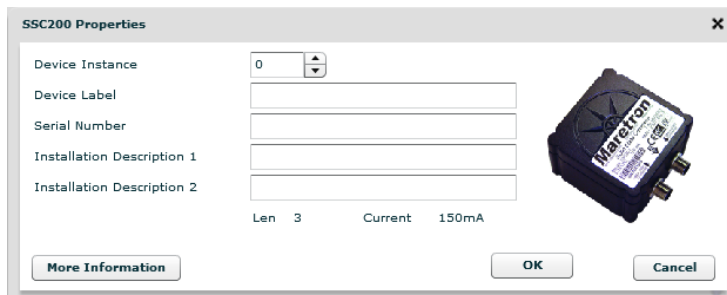 SSC200 Properties
Device Instance 0
Device Label
Serial Number
Installation Description 1
Installation Description 2
Len 3 Current 150mA
More Information OK Cancel
Maretron